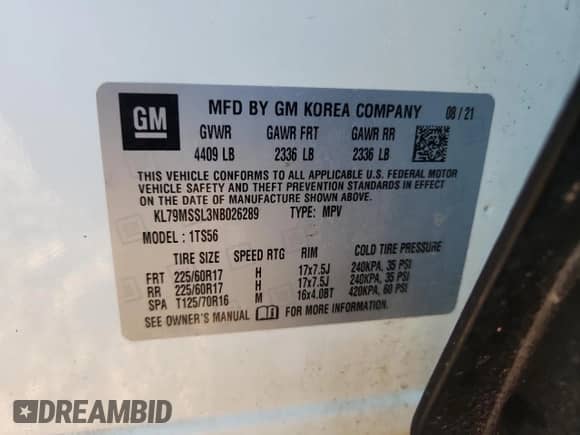 GM MFD BY GM KOREA COMPANY 08/21
GVWR GAWR FRT GAWR RR
4409 LB 2336 LB 2336 LB
THIS VEHICLE CONFORMS TO ALL APPLICABLE U.S. FEDERAL MOTOR
VEHICLE SAFETY AND THEFT PREVENTION STANDARDS IN EFFECT
ON THE DATE OF MANUFACTURE SHOWN ABOVE.
KL79MSSL3NB026289 TYPE: MPV
MODEL: 1TS56
TIRE SIZE SPEED RTG RIM COLD TIRE PRESSURE
FRT 225/60R17 H 17x7.5J 240KPA, 35 PSI
RR 225/60R17 H 17x7.5J 240KPA, 35 PSI
SPA T125/70R16 M 16x4.0BT 420KPA, 60 PSI
SEE OWNER'S MANUAL FOR MORE INFORMATION.
DREAMBID